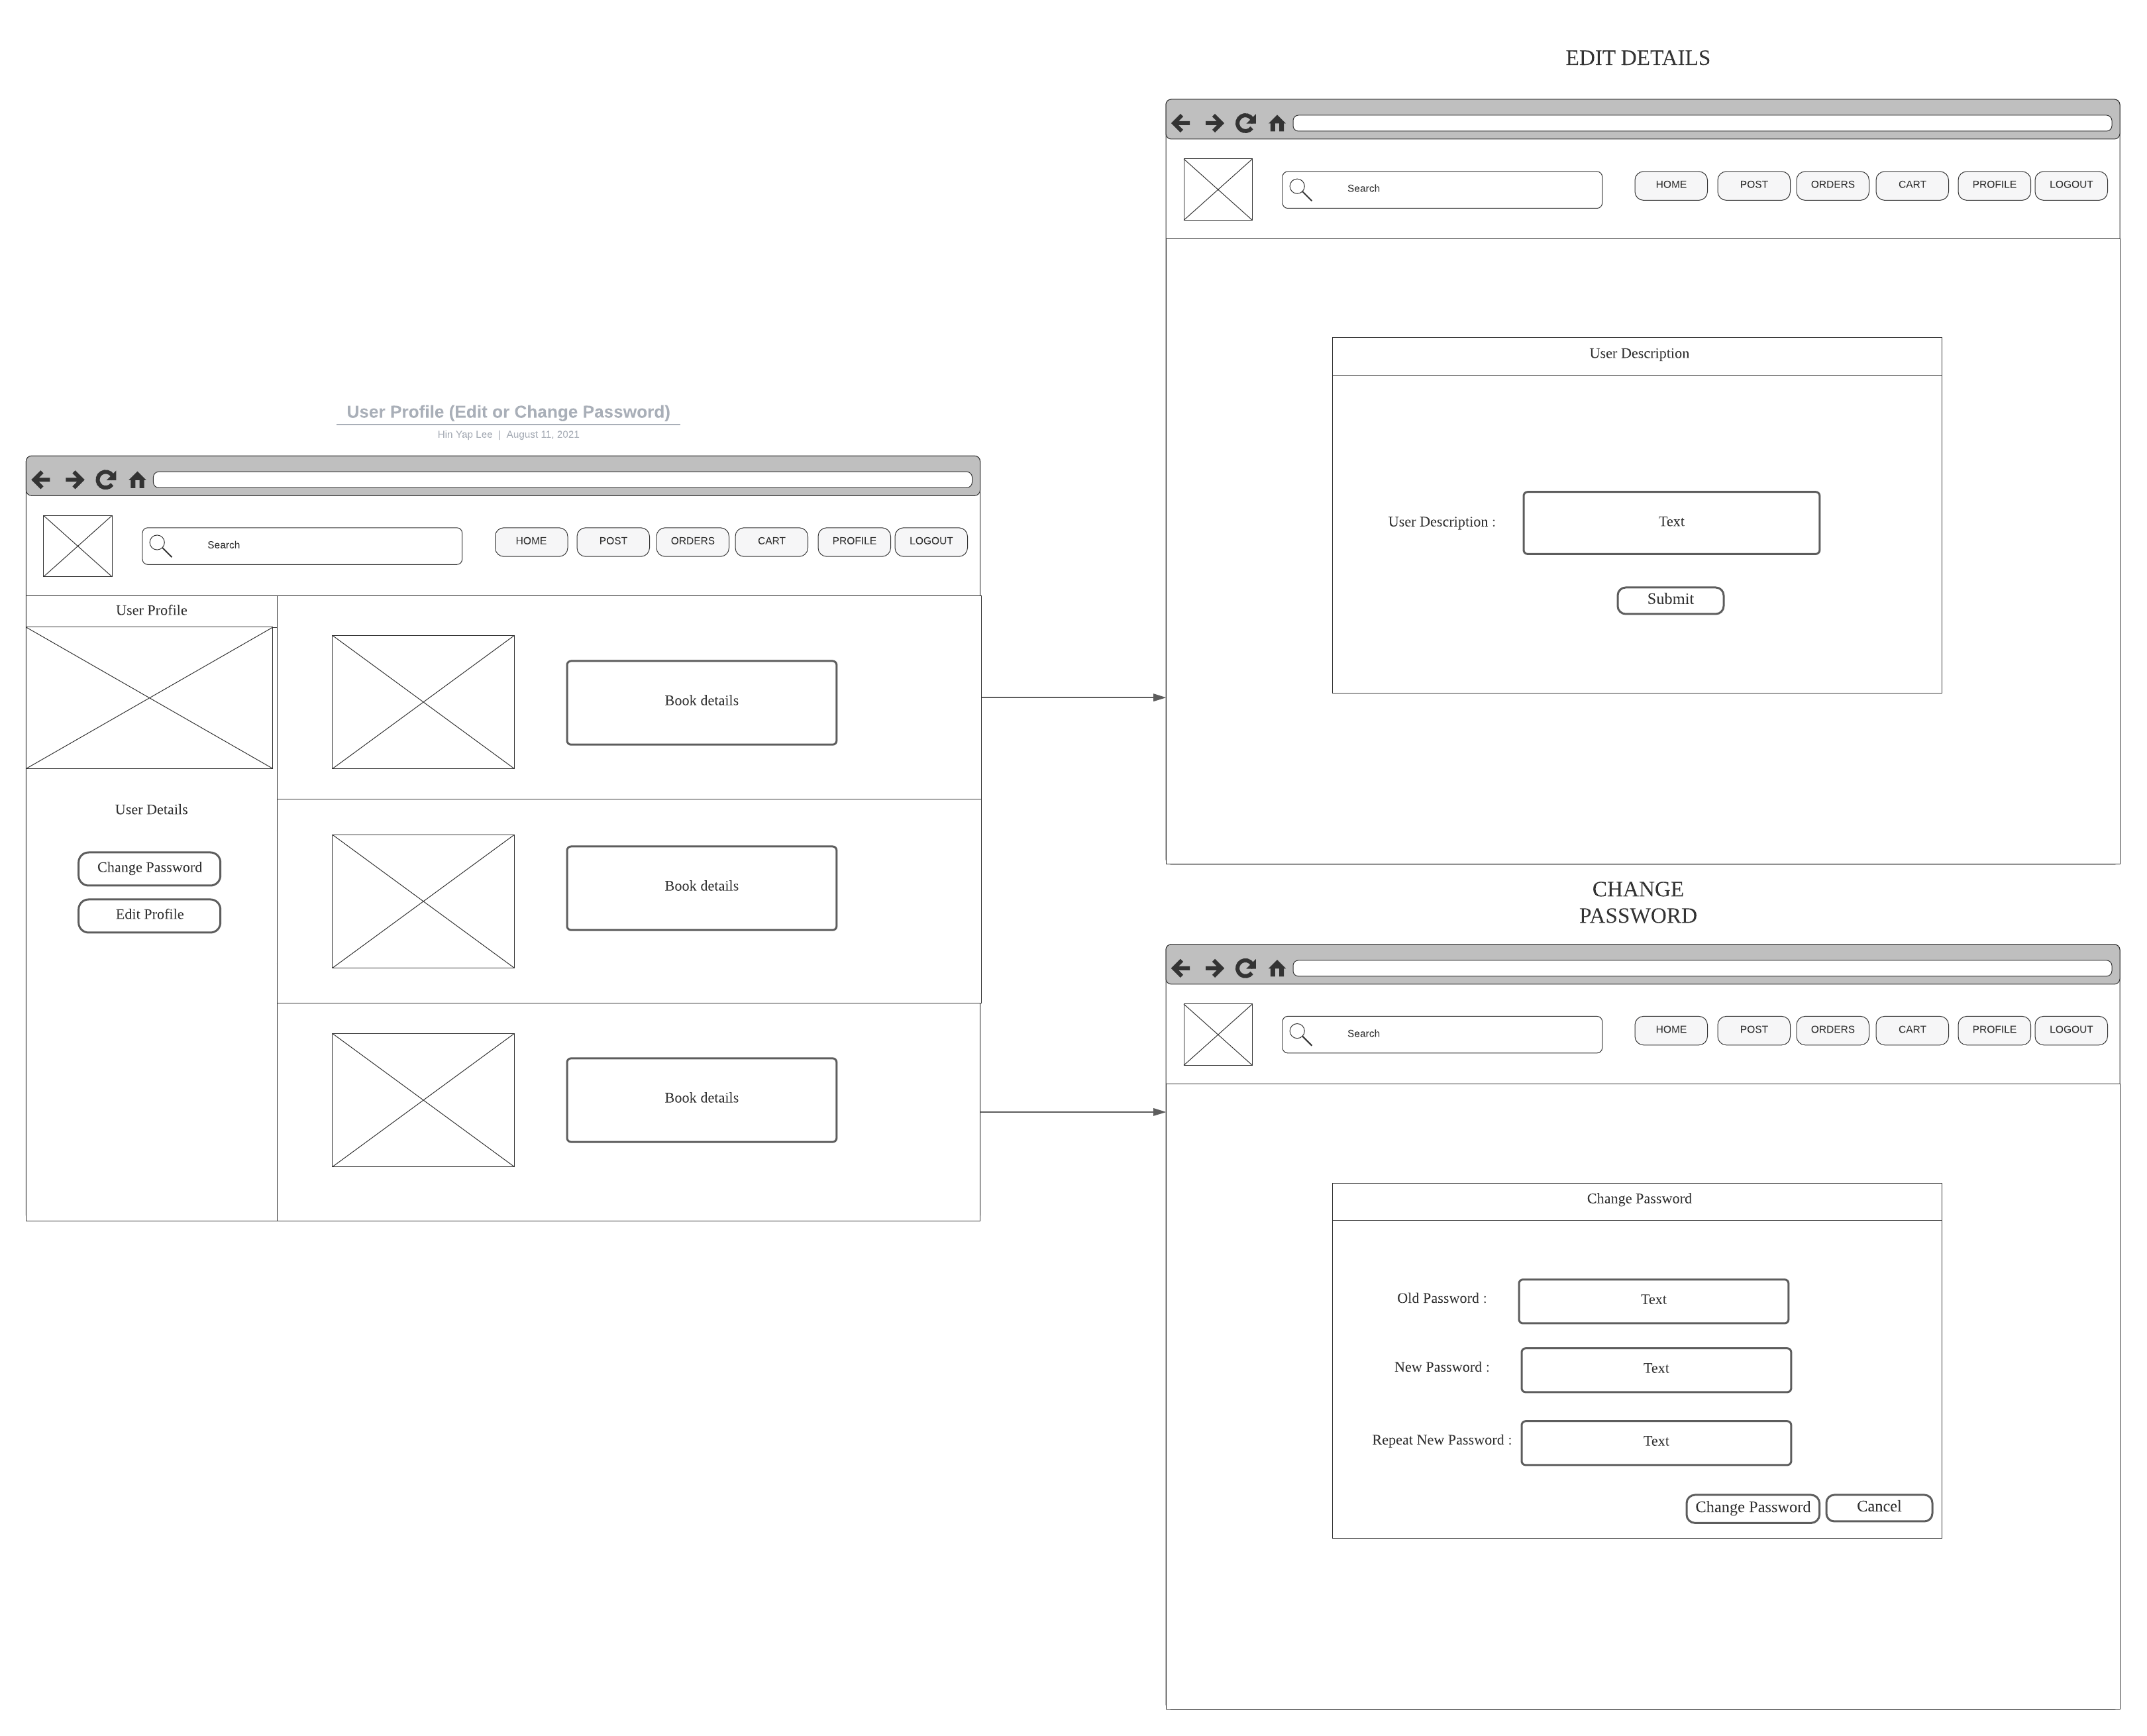 EDIT DETAILS
Search
HOME POST ORDERS CART PROFILE LOGOUT
User Description
User Description :
Text
Submit
User Profile (Edit or Change Password)
Hin Yap Lee | August 11, 2021
Search
HOME POST ORDERS CART PROFILE LOGOUT
User Profile
User Details
Change Password
Edit Profile
Book details
Book details
Book details
CHANGE
PASSWORD
Search
HOME POST ORDERS CART PROFILE LOGOUT
Change Password
Old Password :
Text
New Password :
Text
Repeat New Password :
Text
Change Password
Cancel